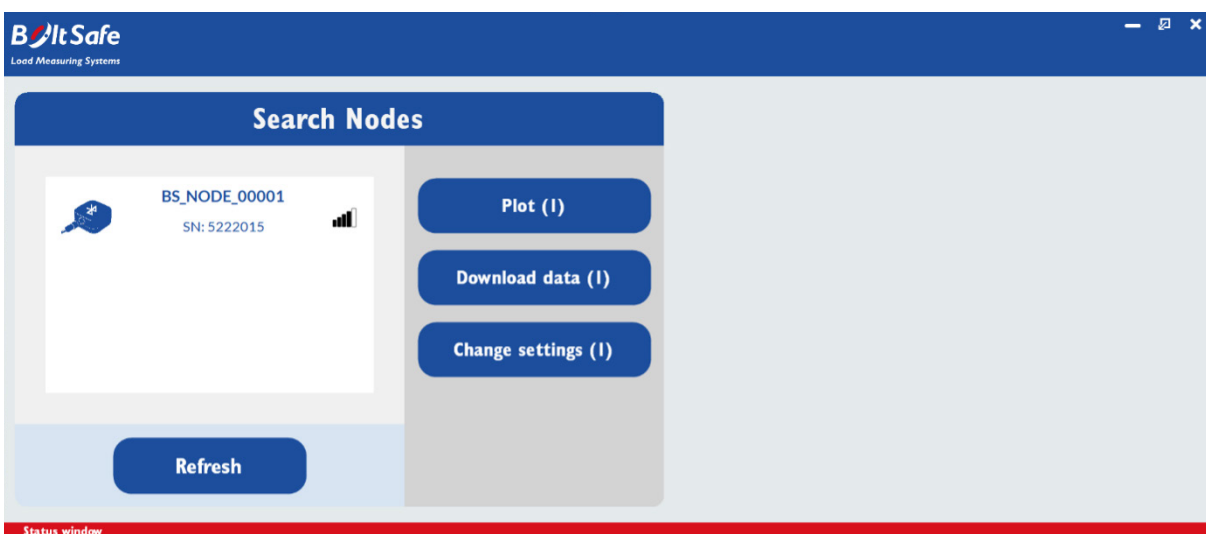 BoltSafe
Load Measuring Systems
Search Nodes
BS_NODE_00001
SN: 5222015
Plot (1)
Download data (1)
Change settings (1)
Refresh
Status window